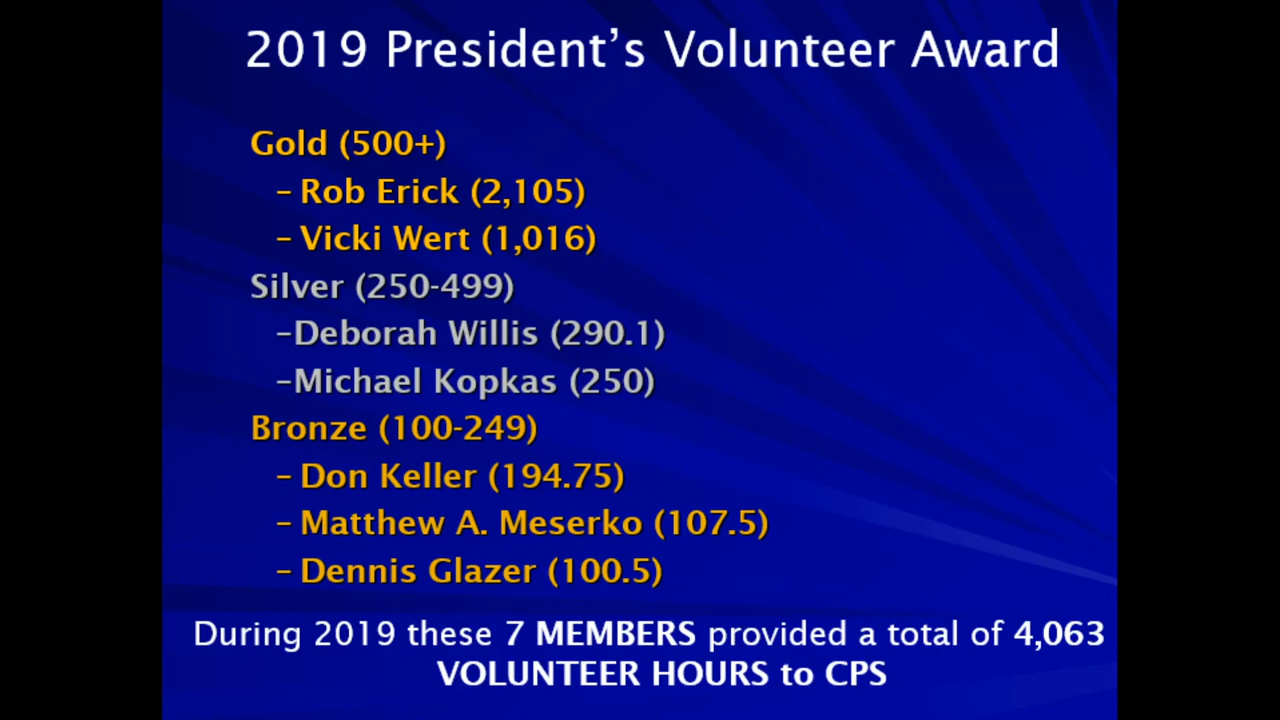 2019 President’s Volunteer Award
Gold (500+)
– Rob Erick (2,105)
– Vicki Wert (1,016)
Silver (250-499)
–Deborah Willis (290.1)
–Michael Kopkas (250)
Bronze (100-249)
– Don Keller (194.75)
– Matthew A. Meserko (107.5)
– Dennis Glazer (100.5)
During 2019 these 7 MEMBERS provided a total of 4,063
VOLUNTEER HOURS to CPS